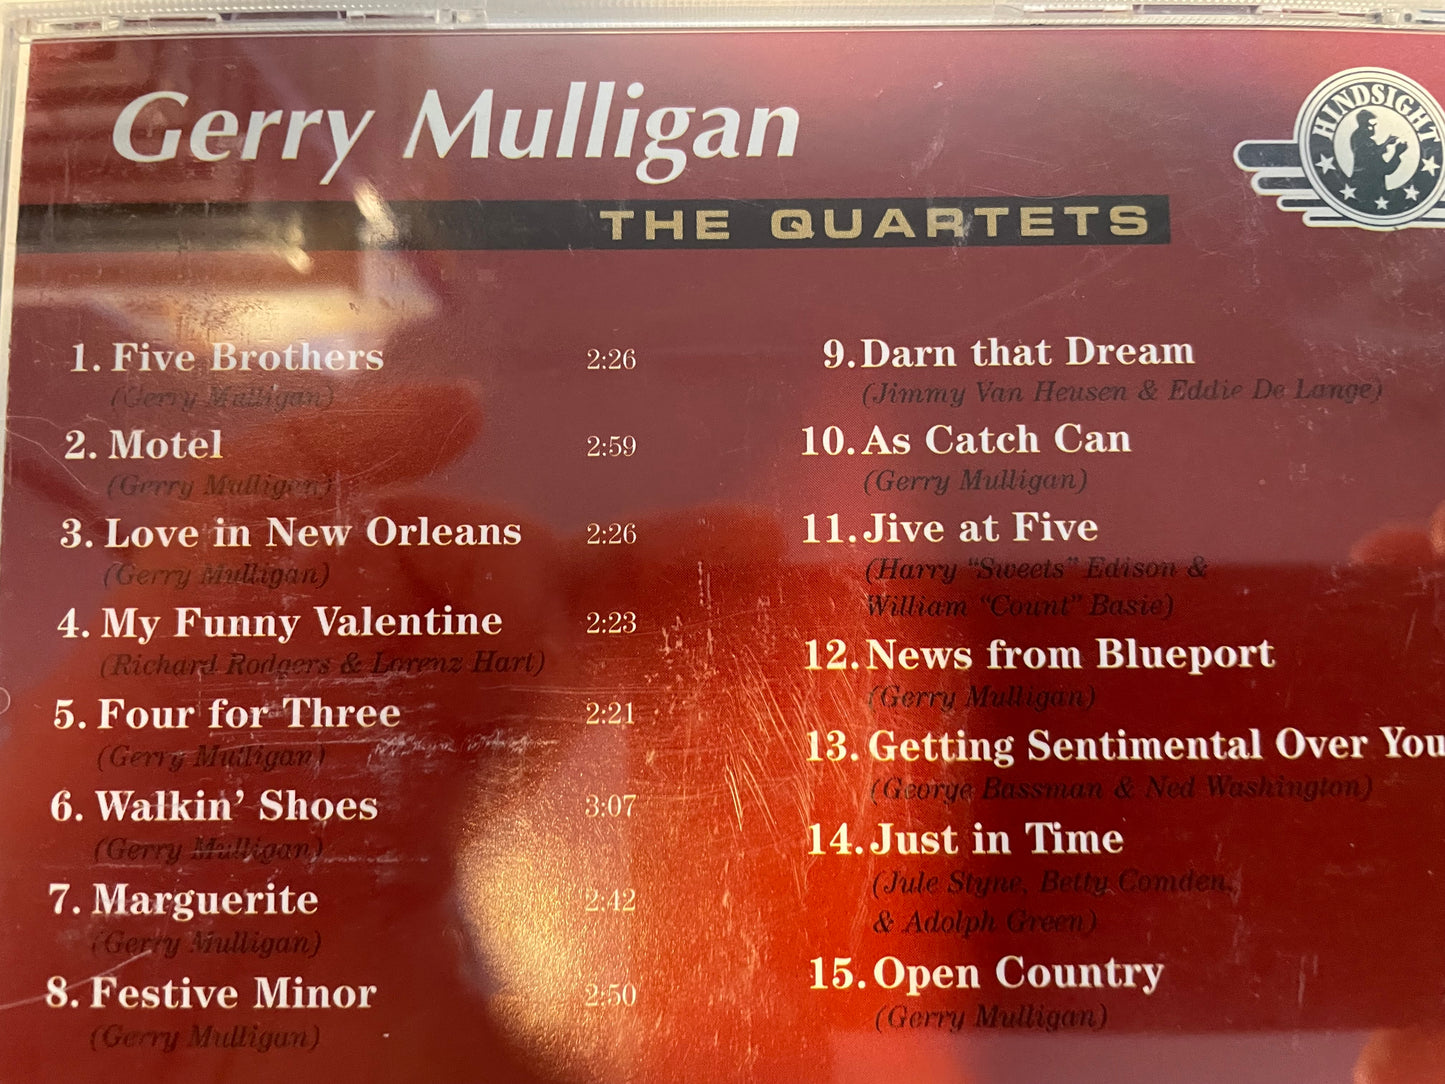 Gerry Mulligan
THE QUARTETS
HINDSIGHT
1. Five Brothers 2:26
(Gerry Mulligan)
2. Motel 2:59
(Gerry Mulligan)
3. Love in New Orleans 2:26
(Gerry Mulligan)
4. My Funny Valentine 2:23
(Richard Rodgers & Lorenz Hart)
5. Four for Three 2:21
(Gerry Mulligan)
6. Walkin’ Shoes 3:07
(Gerry Mulligan)
7. Marguerite 2:42
(Gerry Mulligan)
8. Festive Minor 2:50
(Gerry Mulligan)
9. Darn that Dream
(Jimmy Van Heusen & Eddie De Lange)
10. As Catch Can
(Gerry Mulligan)
11. Jive at Five
(Harry “Sweets” Edison &
William “Count” Basie)
12. News from Blueport
(Gerry Mulligan)
13. Getting Sentimental Over You
(George Bassman & Ned Washington)
14. Just in Time
(Jule Styne, Betty Comden,
& Adolph Green)
15. Open Country
(Gerry Mulligan)